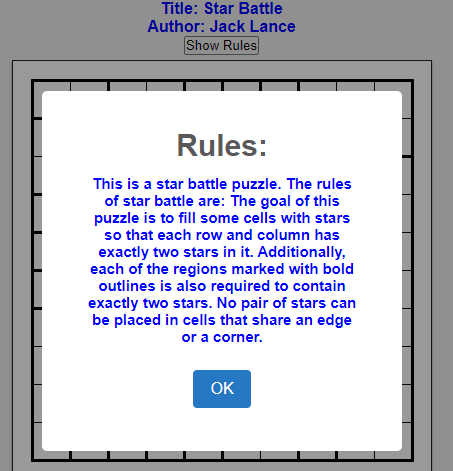 Title: Star Battle
Author: Jack Lance
Show Rules
Rules:
This is a star battle puzzle. The rules
of star battle are: The goal of this
puzzle is to fill some cells with stars
so that each row and column has
exactly two stars in it. Additionally,
each of the regions marked with bold
outlines is also required to contain
exactly two stars. No pair of stars can
be placed in cells that share an edge
or a corner.
OK